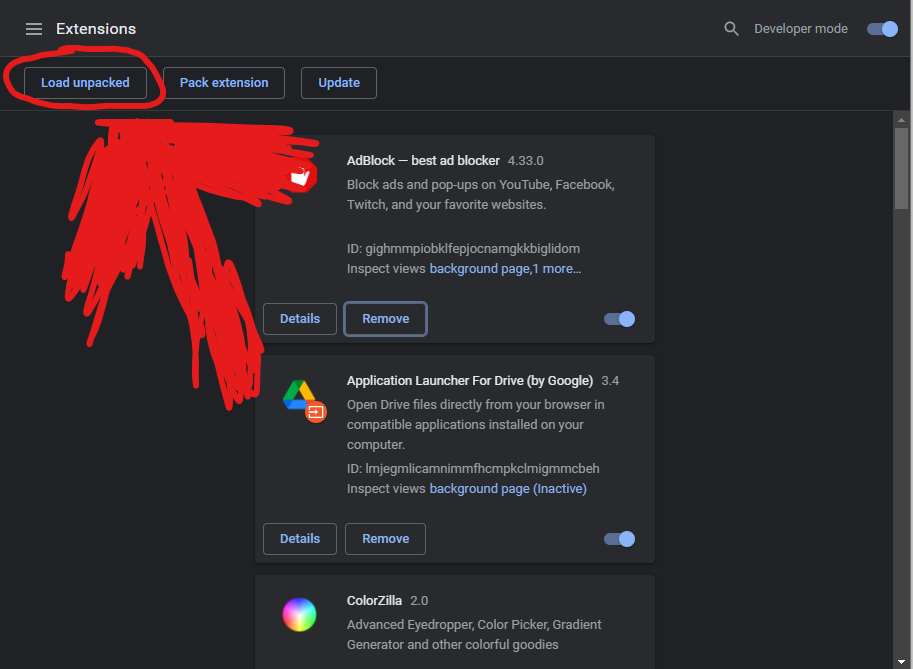 Extensions
Developer mode
Load unpacked
Pack extension
Update
AdBlock — best ad blocker 4.33.0
Block ads and pop-ups on YouTube, Facebook,
Twitch, and your favorite websites.
ID: gighmmpiobklfepjocnamgkkbiglidom
Inspect views background page,1 more...
Details
Remove
Application Launcher For Drive (by Google) 3.4
Open Drive files directly from your browser in
compatible applications installed on your
computer.
ID: lmjegmlicamnimmfhcmpkclmigmmcbeh
Inspect views background page (Inactive)
Details
Remove
ColorZilla 2.0
Advanced Eyedropper, Color Picker, Gradient
Generator and other colorful goodies